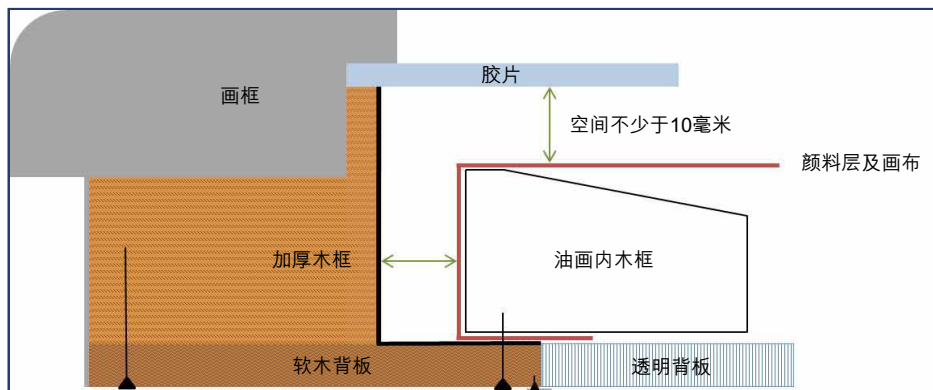 胶片
画框
空间不少于10毫米
颜料层及画布
加厚木框
油画内木框
软木背板
透明背板